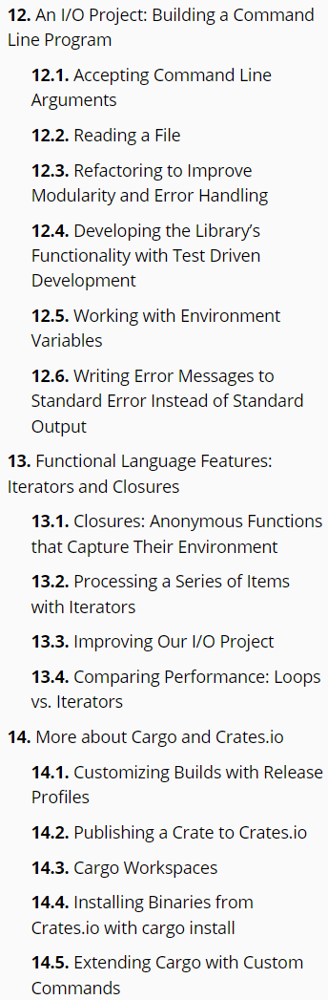 12. An I/O Project: Building a Command
Line Program
12.1. Accepting Command Line
Arguments
12.2. Reading a File
12.3. Refactoring to Improve
Modularity and Error Handling
12.4. Developing the Library’s
Functionality with Test Driven
Development
12.5. Working with Environment
Variables
12.6. Writing Error Messages to
Standard Error Instead of Standard
Output
13. Functional Language Features:
Iterators and Closures
13.1. Closures: Anonymous Functions
that Capture Their Environment
13.2. Processing a Series of Items
with Iterators
13.3. Improving Our I/O Project
13.4. Comparing Performance: Loops
vs. Iterators
14. More about Cargo and Crates.io
14.1. Customizing Builds with Release
Profiles
14.2. Publishing a Crate to Crates.io
14.3. Cargo Workspaces
14.4. Installing Binaries from
Crates.io with cargo install
14.5. Extending Cargo with Custom
Commands